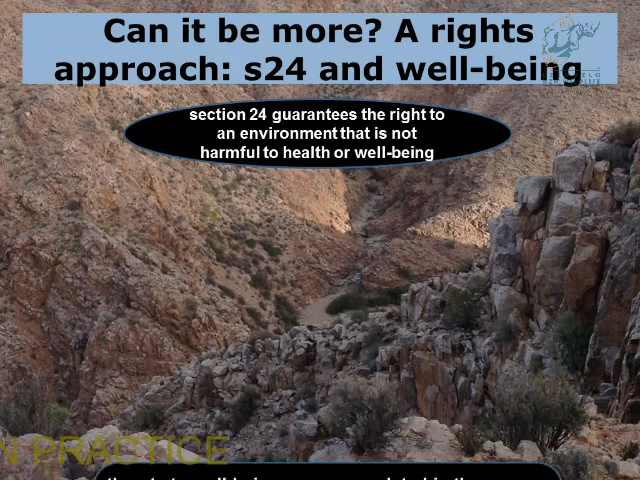 Can it be more? A rights
approach: s24 and well-being
section 24 guarantees the right to
an environment that is not
harmful to health or well-being
N PRACTICE